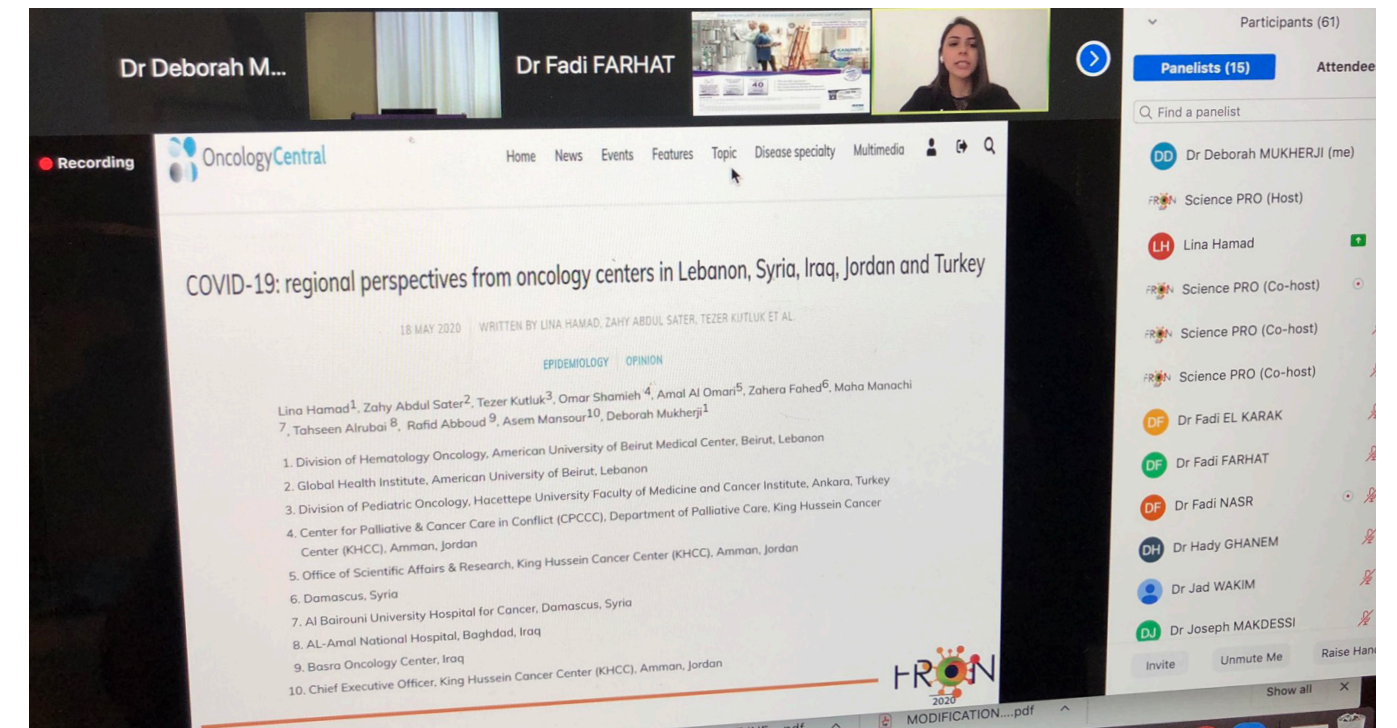 Dr Deborah M...
Dr Fadi FARHAT
40
Participants (61)
Panelists (15)
Attendee
Find a panelist
Recording
OncologyCentral
Home News Events Features Topic Disease specialty Multimedia
COVID-19: regional perspectives from oncology centers in Lebanon, Syria, Iraq, Jordan and Turkey
18 MAY 2020 WRITTEN BY LINA HAMAD, ZAHY ABDUL SATER, TEZER KUTLUK ET AL
EPIDEMIOLOGY OPINION
Lina Hamad1, Zahy Abdul Sater2, Tezer Kutluk3, Omar Shamieh 4, Amal Al Omari5, Zahera Fahed6, Maha Manachi
7, Tahseen Alrubai 8, Rafid Abboud 9, Asem Mansour10, Deborah Mukherji1
1. Division of Hematology Oncology, American University of Beirut Medical Center, Beirut, Lebanon
2. Global Health Institute, American University of Beirut, Lebanon
3. Division of Pediatric Oncology, Hacettepe University Faculty of Medicine and Cancer Institute, Ankara, Turkey
4. Center for Palliative & Cancer Care in Conflict (CPCCC), Department of Palliative Care, King Hussein Cancer
Center (KHCC), Amman, Jordan
5. Office of Scientific Affairs & Research, King Hussein Cancer Center (KHCC), Amman, Jordan
6. Damascus, Syria
7. Al Bairouni University Hospital for Cancer, Damascus, Syria
8. AL-Amal National Hospital, Baghdad, Iraq
9. Basra Oncology Center, Iraq
10. Chief Executive Officer, King Hussein Cancer Center (KHCC), Amman, Jordan
2020
DD Dr Deborah MUKHERJI (me)
Science PRO (Host)
LH Lina Hamad
Science PRO (Co-host)
Science PRO (Co-host)
Science PRO (Co-host)
DF Dr Fadi EL KARAK
DF Dr Fadi FARHAT
DF Dr Fadi NASR
DH Dr Hady GHANEM
Dr Jad WAKIM
DJ Dr Joseph MAKDESSI
Invite Unmute Me Raise Han
MODIFICATION....pdf
Show all